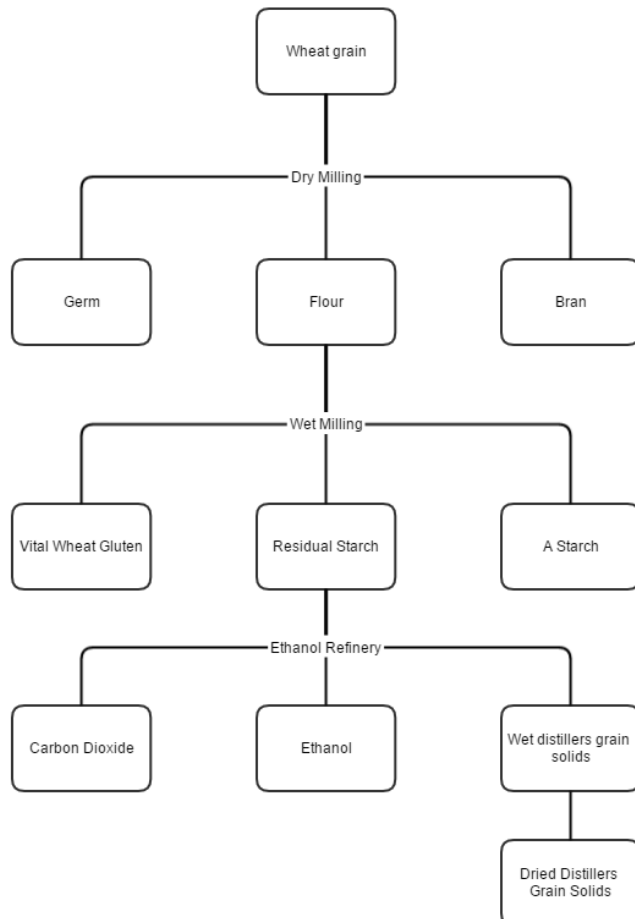 Wheat grain
Dry Milling
Germ
Flour
Bran
Wet Milling
Vital Wheat Gluten
Residual Starch
A Starch
Ethanol Refinery
Carbon Dioxide
Ethanol
Wet distillers grain
solids
Dried Distillers
Grain Solids